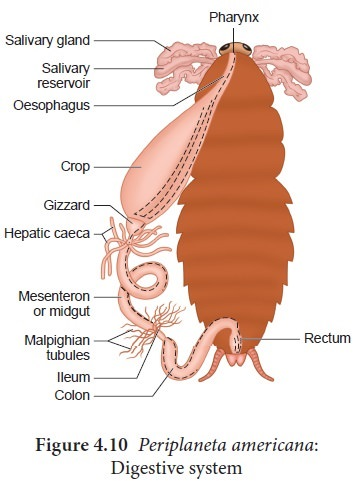 Pharynx
Salivary gland
Salivary
reservoir
Oesophagus
Crop
Gizzard
Hepatic caeca
Mesenteron
or midgut
Malpighian
tubules
Ileum
Colon
Rectum
Figure 4.10 Periplaneta americana:
Digestive system